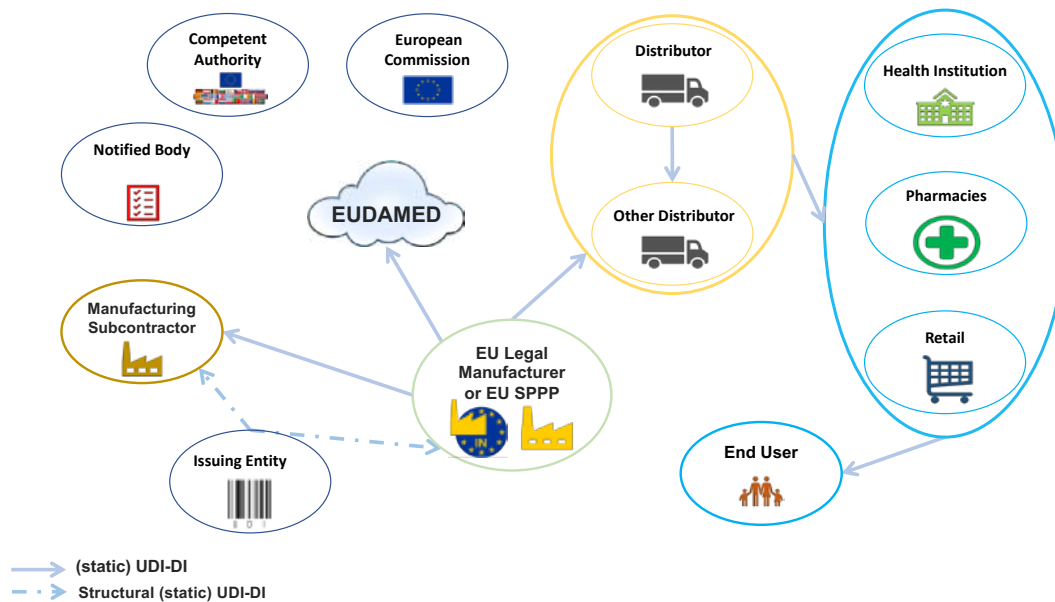 Competent
Authority
European
Commission
Distributor
Health Institution
Notified Body
EUDAMED
Other Distributor
Pharmacies
Manufacturing
Subcontractor
EU Legal
Manufacturer
or EU SPPP
IN
Retail
Issuing Entity
End User
(static) UDI-DI
Structural (static) UDI-DI